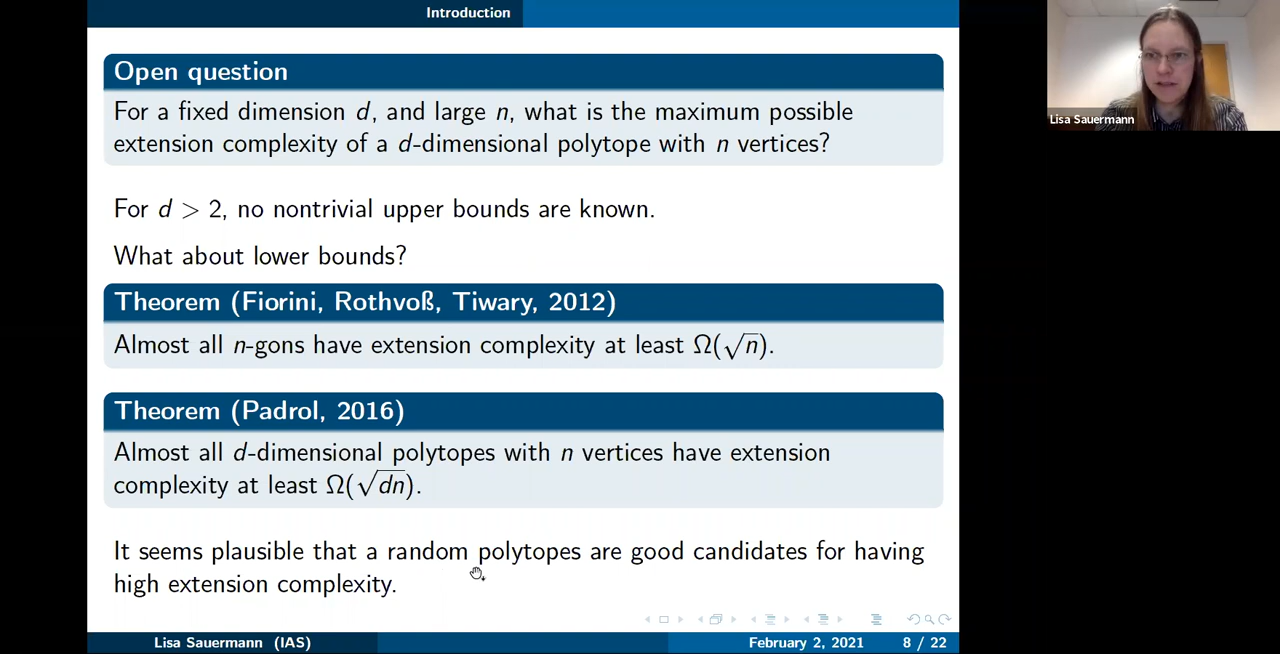 Introduction
Open question
For a fixed dimension d, and large n, what is the maximum possible
extension complexity of a d-dimensional polytope with n vertices?
For d > 2, no nontrivial upper bounds are known.
What about lower bounds?
Theorem (Fiorini, Rothvoß, Tiwary, 2012)
Almost all n-gons have extension complexity at least Ω(√n).
Theorem (Padrol, 2016)
Almost all d-dimensional polytopes with n vertices have extension
complexity at least Ω(√dn).
It seems plausible that a random polytopes are good candidates for having
high extension complexity.
Lisa Sauermann (IAS)
February 2, 2021
8 / 22
Lisa Sauermann